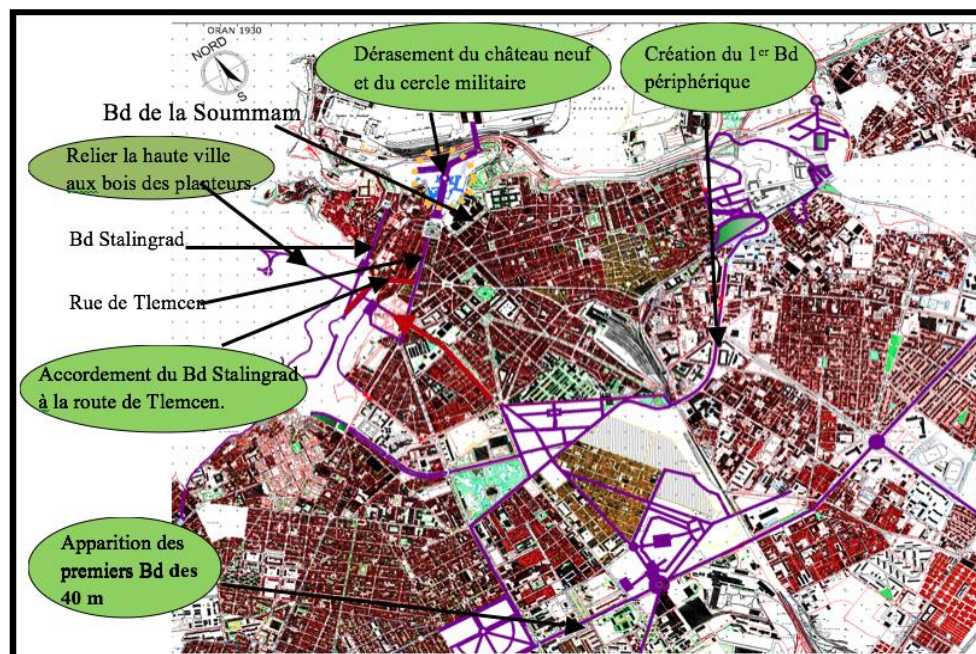 ORAN 1930
NORD
S
Dérasement du château neuf
et du cercle militaire
Création du 1er Bd
périphérique
Bd de la Soummam
Relier la haute ville
aux bois des planteurs.
Bd Stalingrad
Rue de Tlemcen
Accordement du Bd Stalingrad
à la route de Tlemcen.
Apparition des
premiers Bd des
40 m